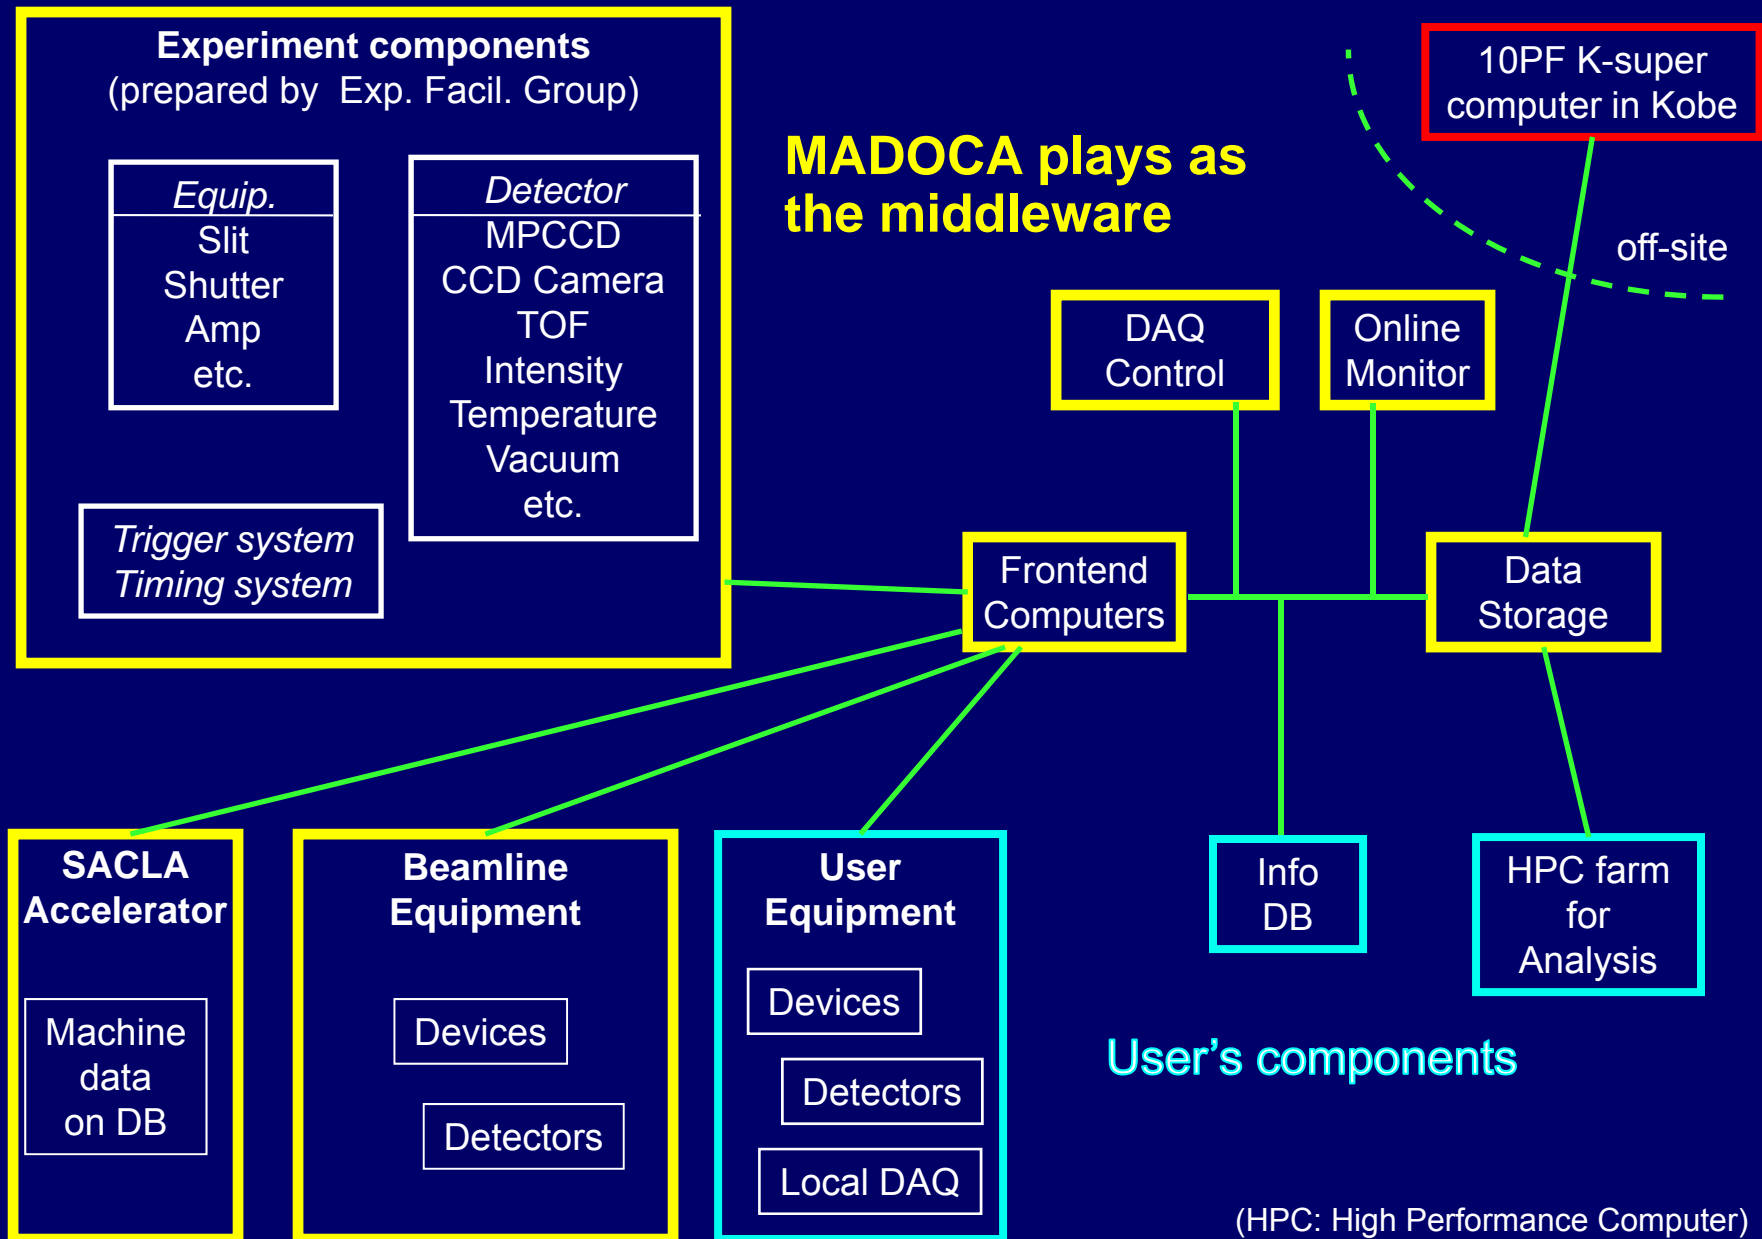 Experiment components
(prepared by Exp. Facil. Group)
Equip.
Slit
Shutter
Amp
etc.
Detector
MPCCD
CCD Camera
TOF
Intensity
Temperature
Vacuum
etc.
Trigger system
Timing system
MADOCA plays as
the middleware
10PF K-super
computer in Kobe
off-site
DAQ
Control
Online
Monitor
Frontend
Computers
Data
Storage
SACLA
Accelerator
Machine
data
on DB
Beamline
Equipment
Devices
Detectors
User
Equipment
Devices
Detectors
Local DAQ
Info
DB
HPC farm
for
Analysis
User’s components
(HPC: High Performance Computer)